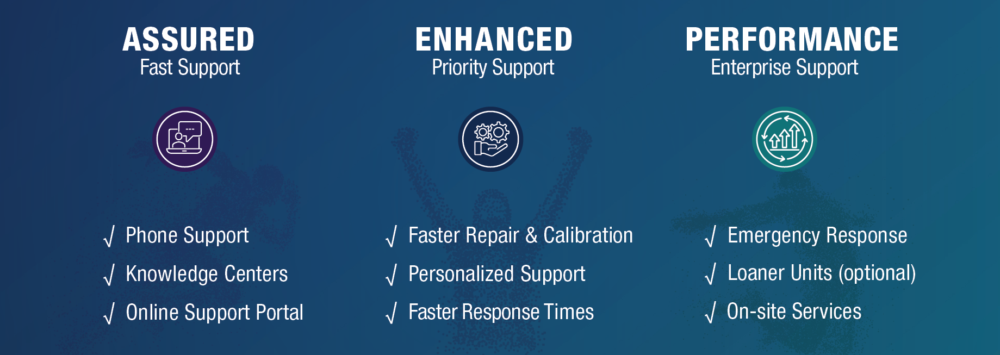 ASSURED
Fast Support
√ Phone Support
√ Knowledge Centers
√ Online Support Portal
ENHANCED
Priority Support
√ Faster Repair & Calibration
√ Personalized Support
√ Faster Response Times
PERFORMANCE
Enterprise Support
√ Emergency Response
√ Loaner Units (optional)
√ On-site Services